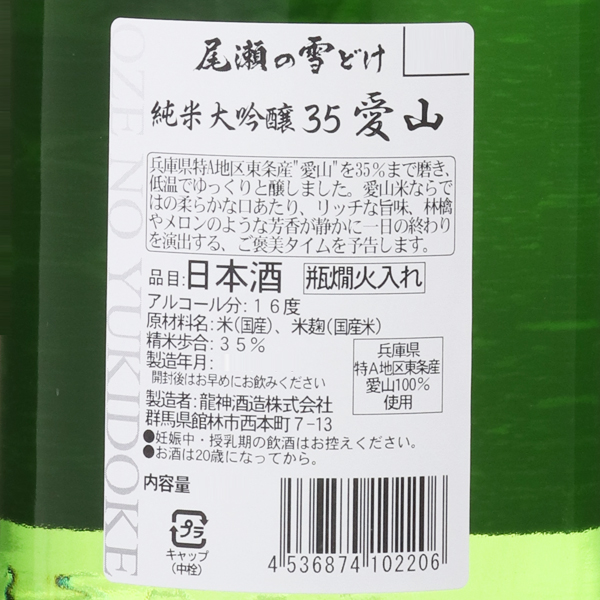 尾瀬の雪どけ
純米大吟醸 35 愛山
兵庫県特A地区東条産"愛山"を35％まで磨き、
低温でゆっくりと醸しました。愛山米ならで
はの柔らかな口あたり、リッチな旨味、林檎
やメロンのような芳香が静かに一日の終わり
を演出する、ご褒美タイムを予告します。
品目:日本酒 瓶燗火入れ
アルコール分:16度
原材料名:米(国産)、米麹(国産米)
精米歩合:35％
製造年月:
開封後はお早めにお飲みください
兵庫県
特A地区東条産
愛山100％
使用
製造者:龍神酒造株式会社
群馬県館林市西本町7-13
●妊娠中・授乳期の飲酒はお控えください。
●お酒は20歳になってから。
内容量
プラ
キャップ
(中栓)
4 536874 102206
OZE NO YUKIDOKE